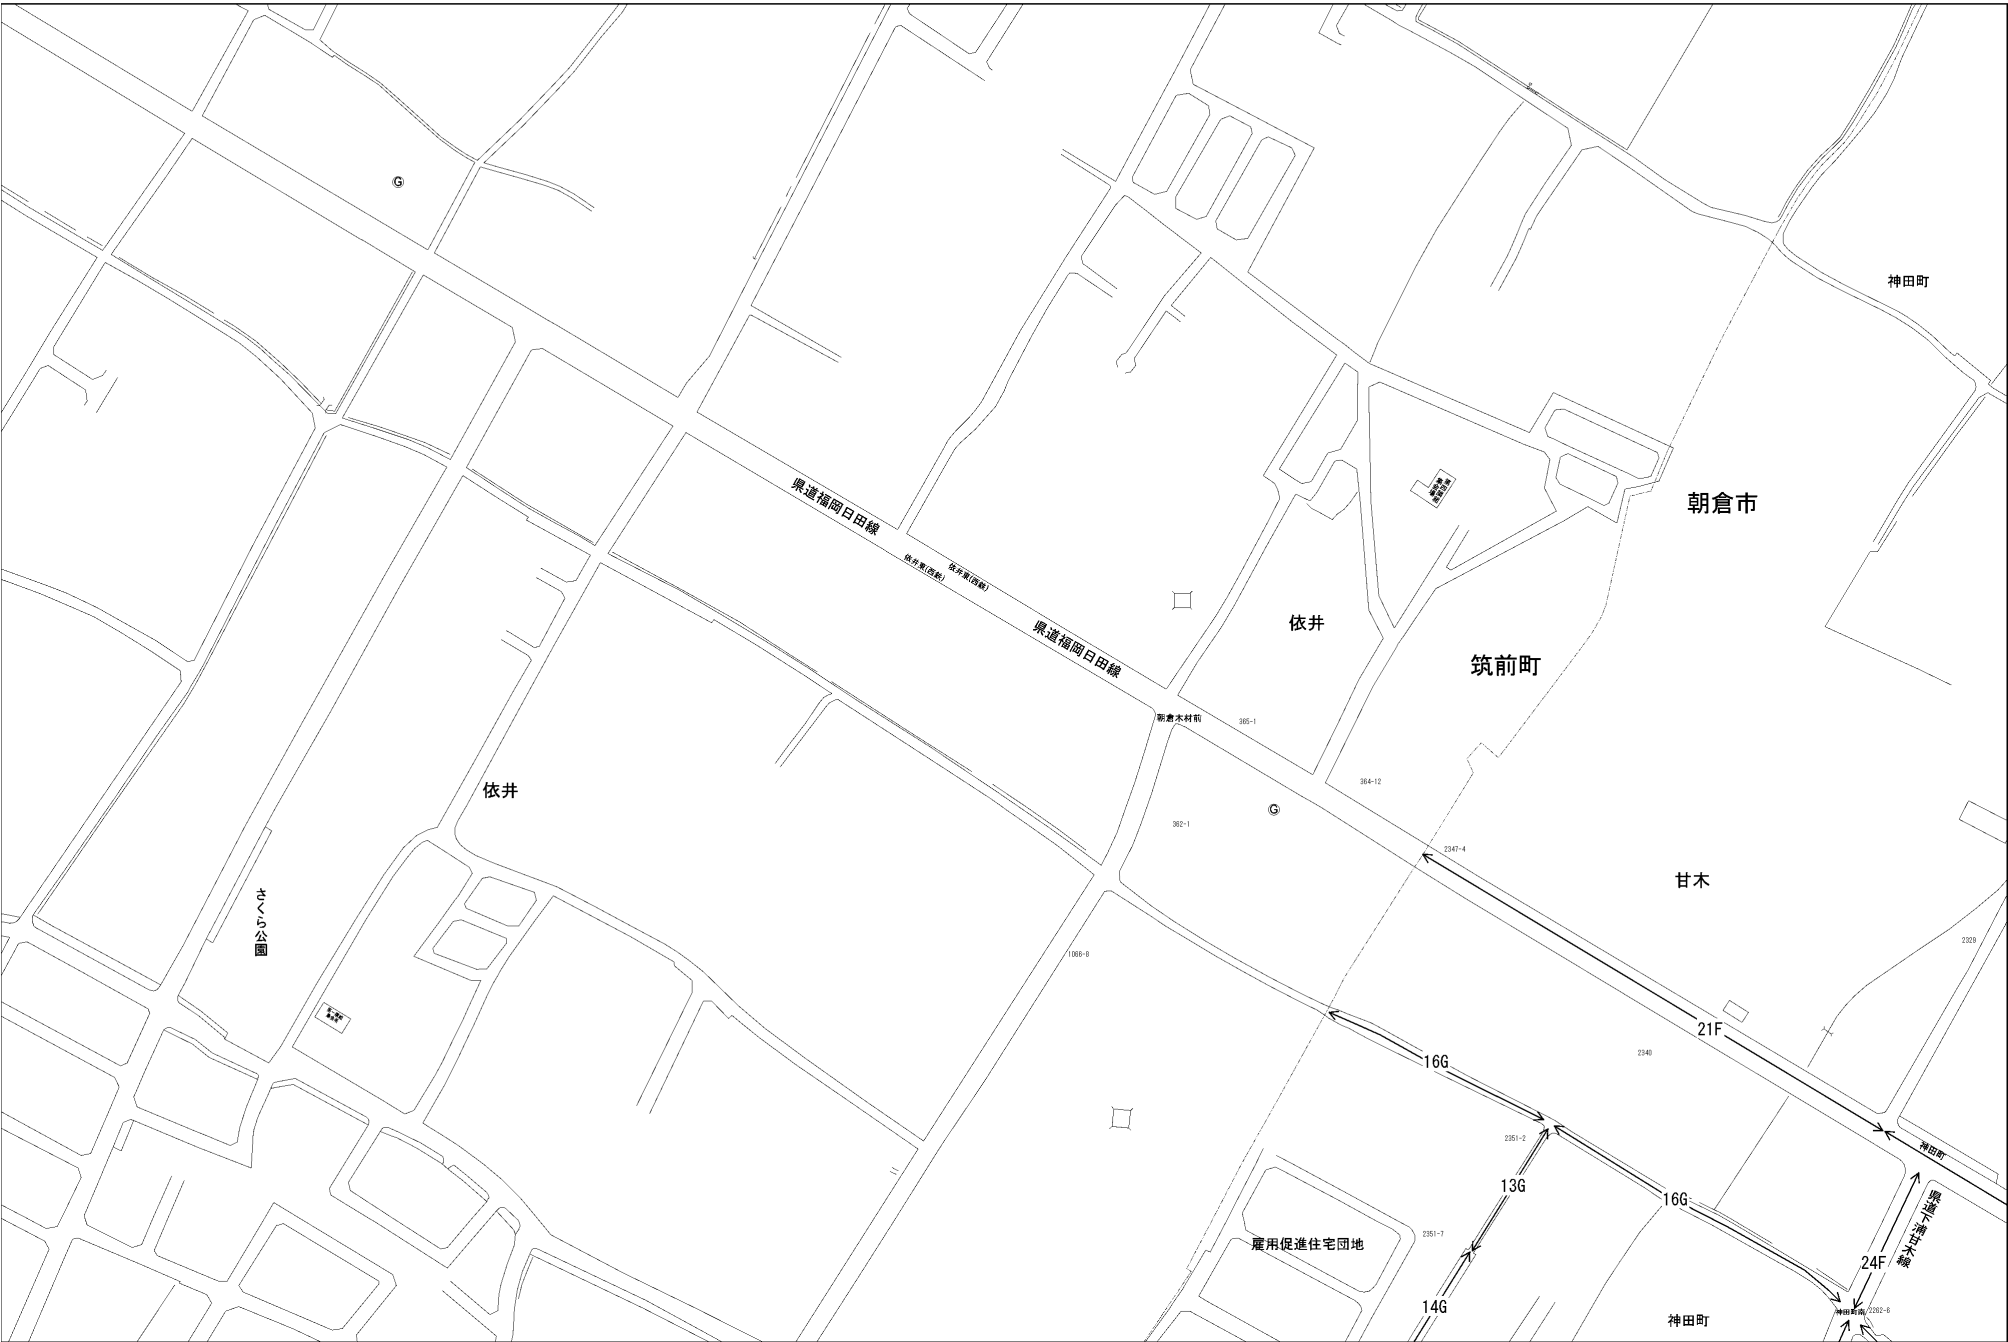 G
神田町
朝倉市
県道福岡日田線
依井東(西鉄)
依井東(西鉄)
依井
県道福岡日田線
筑前町
朝倉木材前
365-1
364-12
依井
G
362-1
2347-4
甘木
さくら公園
2329
1066-8
21F
2340
16G
2351-2
神田町
13G
16G
県道下浦甘木線
2351-7
雇用促進住宅団地
24F
14G
神田町南
2262-6
神田町